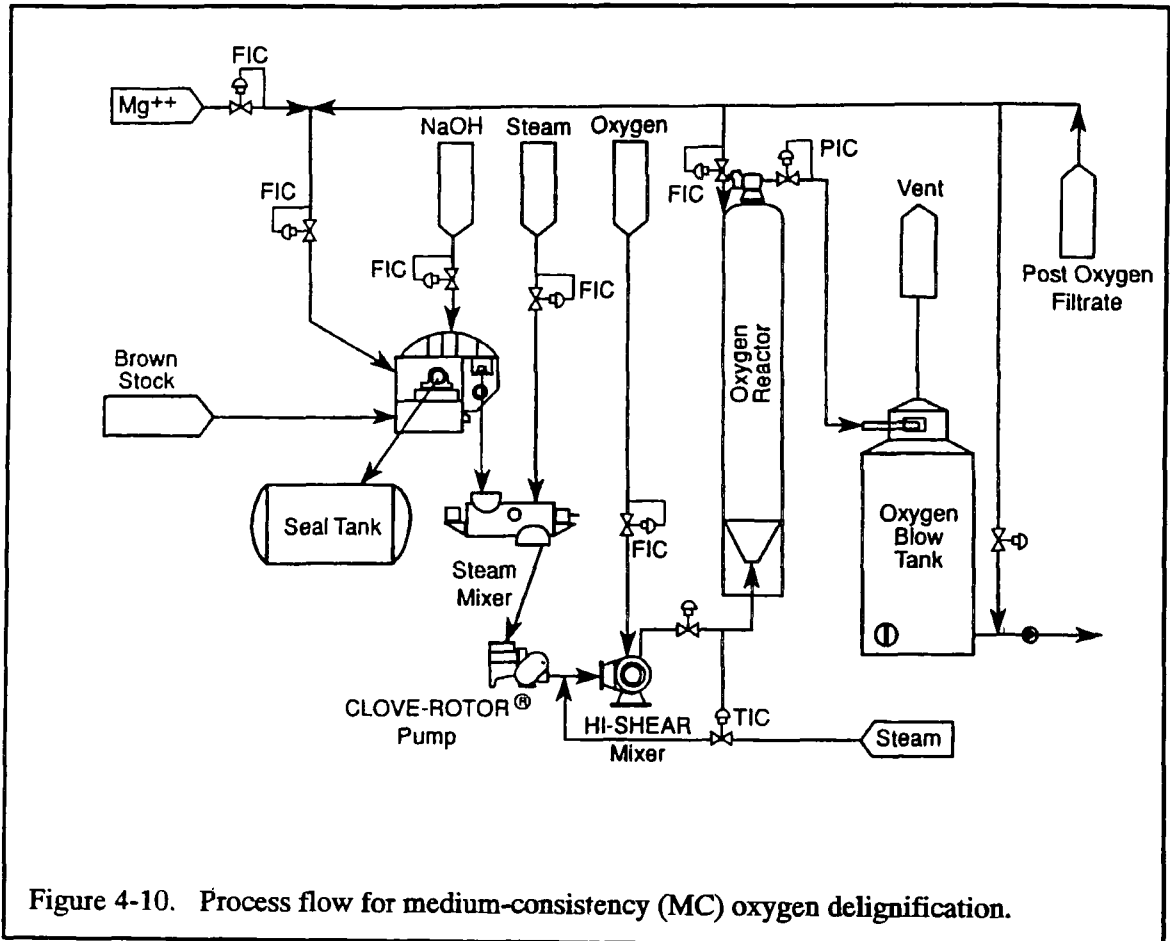 FIC
Mg++
NaOH
Steam
Oxygen
FIC
PIC
FIC
Vent
FIC
FIC
Post Oxygen
Filtrate
Brown
Stock
Oxygen
Reactor
Seal Tank
Steam
Mixer
FIC
Oxygen
Blow
Tank
CLOVE-ROTOR®
Pump
HI-SHEAR
Mixer
TIC
Steam
Figure 4-10. Process flow for medium-consistency (MC) oxygen delignification.